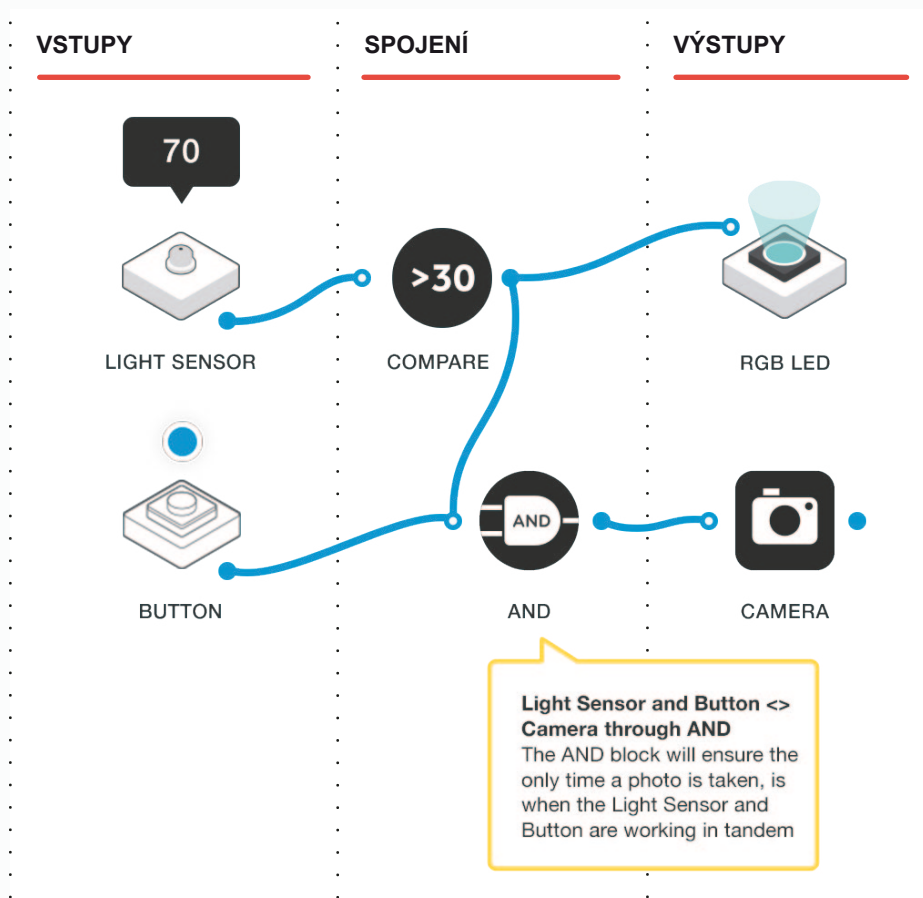 VSTUPY
SPOJENÍ
VÝSTUPY
70
>30
LIGHT SENSOR
COMPARE
RGB LED
AND
BUTTON
AND
CAMERA
Light Sensor and Button <>
Camera through AND
The AND block will ensure the
only time a photo is taken, is
when the Light Sensor and
Button are working in tandem